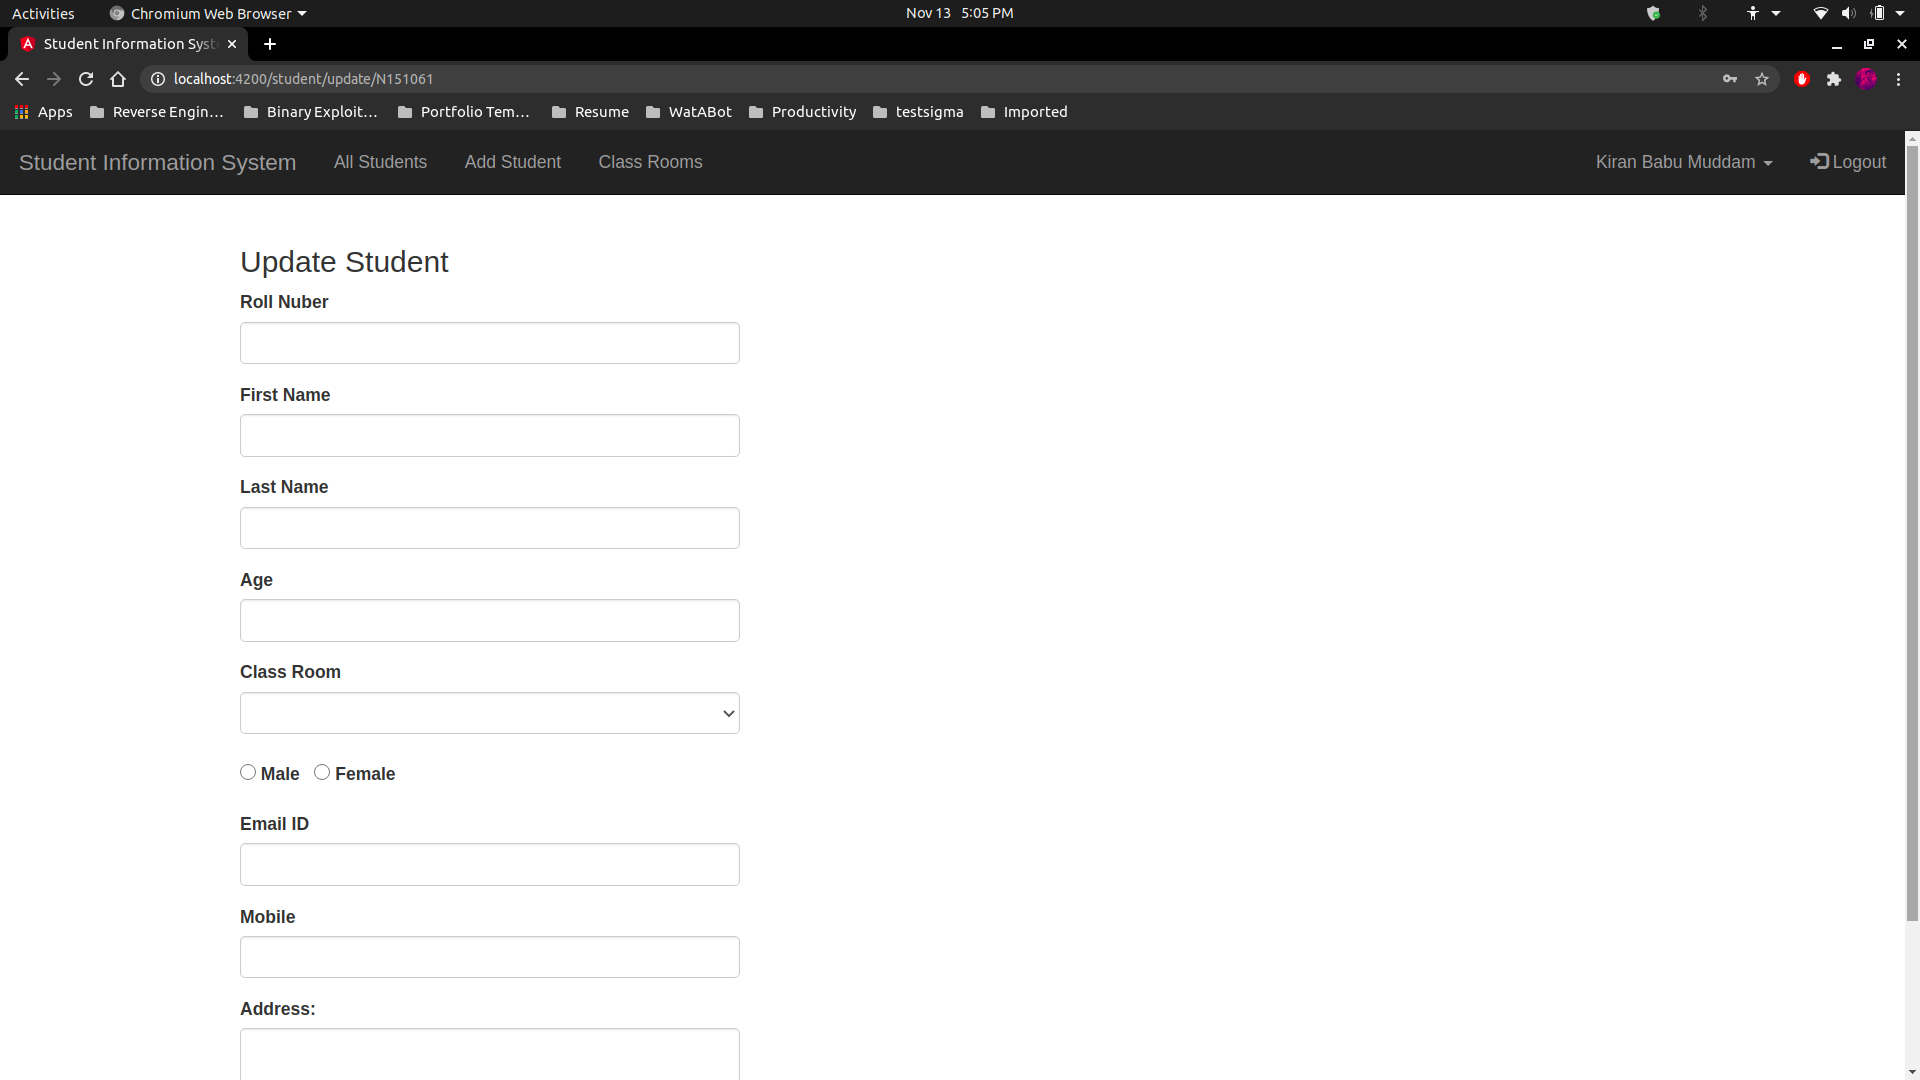 Activities Chromium Web Browser Nov 13 5:05 PM
Student Information Syst
localhost:4200/student/update/N151061
Apps Reverse Engin... Binary Exploit... Portfolio Tem... Resume WatABot Productivity testsigma Imported
Student Information System All Students Add Student Class Rooms Kiran Babu Muddam Logout
Update Student
Roll Nuber
First Name
Last Name
Age
Class Room
Male Female
Email ID
Mobile
Address: